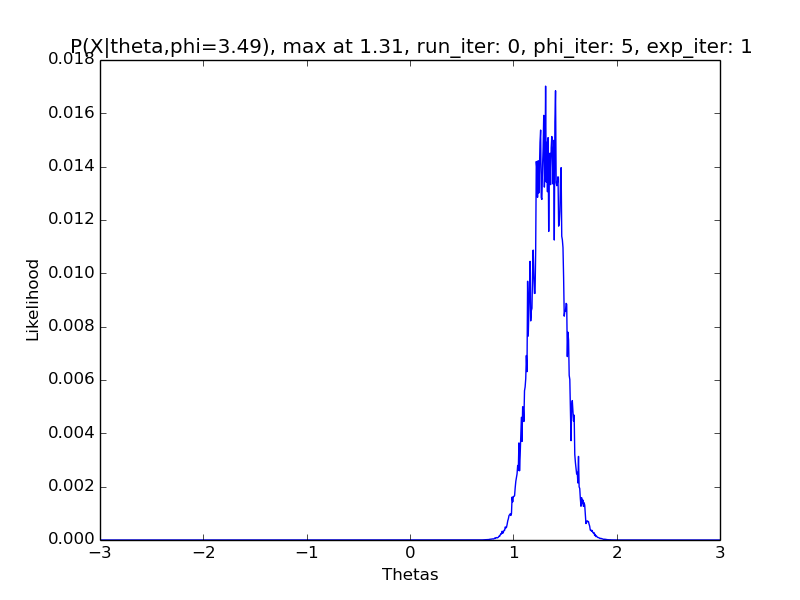 P(X|theta,phi=3.49), max at 1.31, run_iter: 0, phi_iter: 5, exp_iter: 1
0.018
0.016
0.014
0.012
0.010
0.008
0.006
0.004
0.002
0.000
Likelihood
−3 −2 −1 0 1 2 3
Thetas